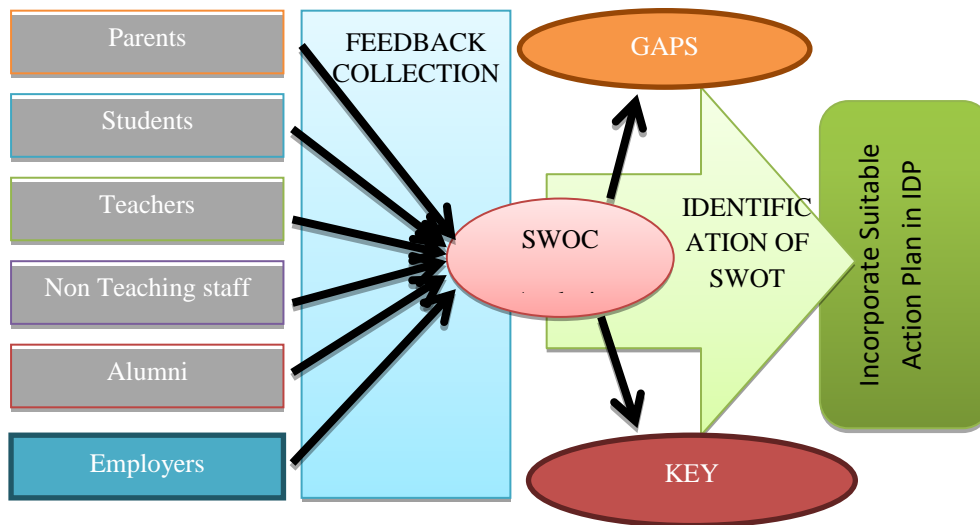 Parents
Students
Teachers
Non Teaching staff
Alumni
Employers
FEEDBACK
COLLECTION
SWOC
GAPS
IDENTIFIC
ATION OF
SWOT
KEY
Incorporate Suitable
Action Plan in IDP